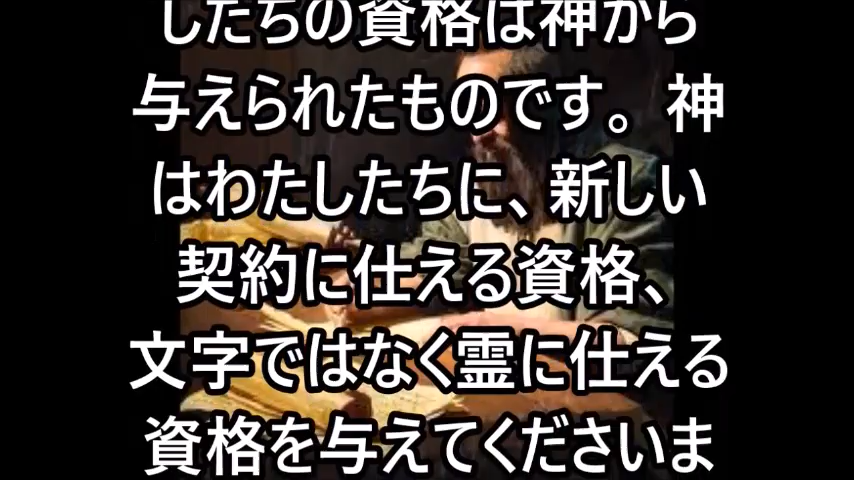 したちの資格は神から
与えられたものです。神
はわたしたちに、新しい
契約に仕える資格、
文字ではなく霊に仕える
資格を与えてくださいま